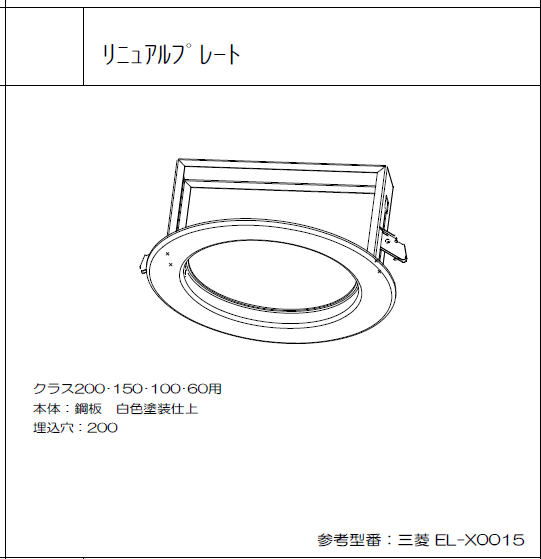 リニュアルプレート
クラス200･150･100･60用
本体：鋼板　白色塗装仕上
埋込穴：200
参考型番：三菱 EL-X0015